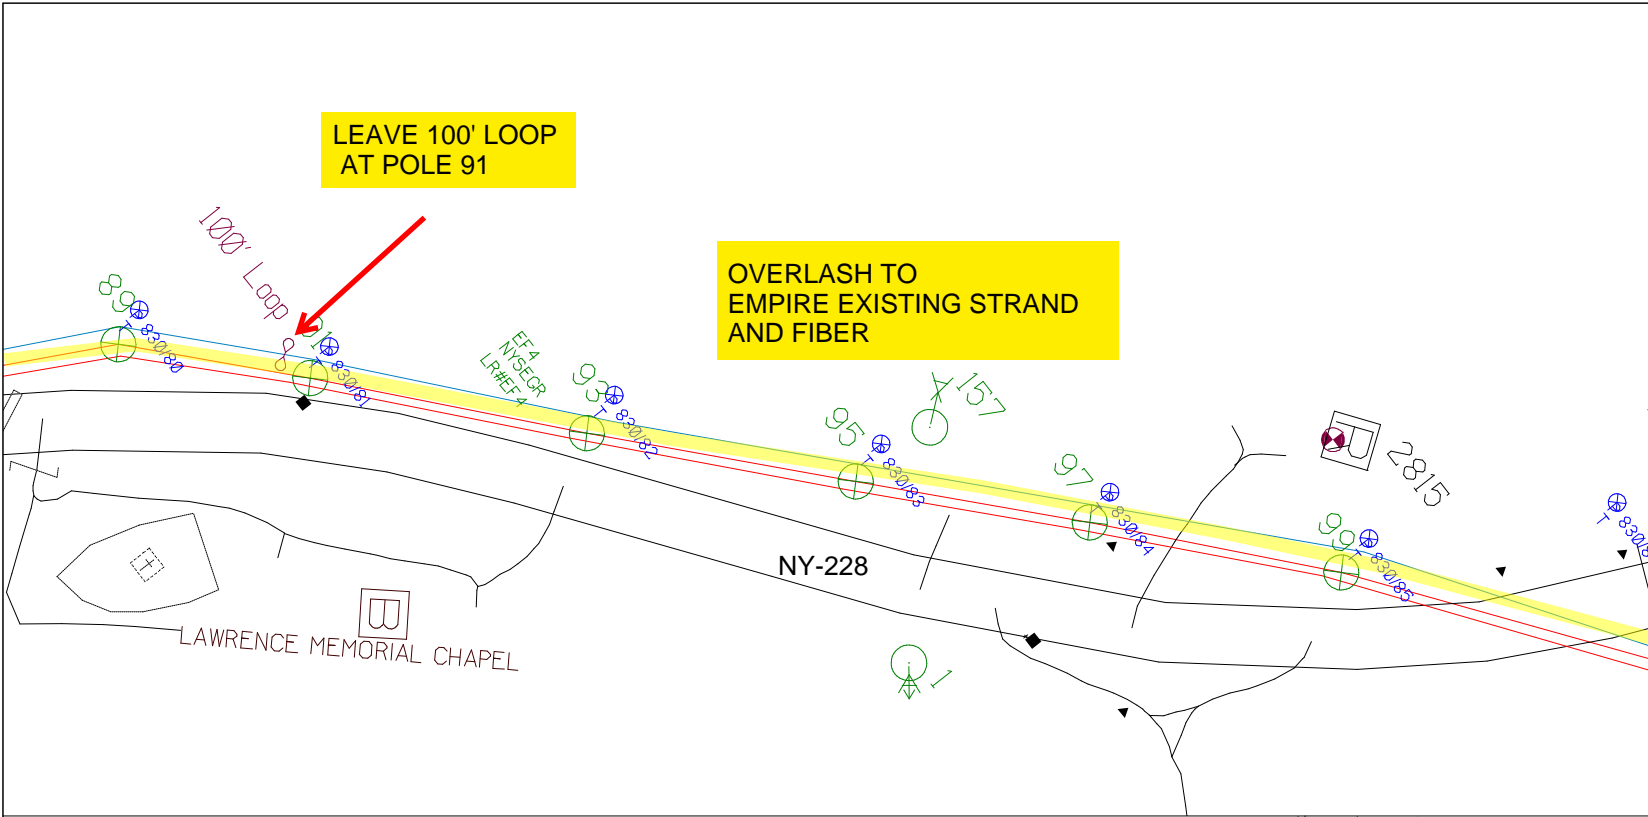 LEAVE 100' LOOP
AT POLE 91
100' Loop
OVERLASH TO
EMPIRE EXISTING STRAND
AND FIBER
89
T 830/80
91
T 830/81
EF4
NYSEGR
LR#EF4
93
T 830/82
95
T 830/83
157
97
T 830/84
B
2815
99
T 830/85
T 830/8
NY-228
B
LAWRENCE MEMORIAL CHAPEL
1